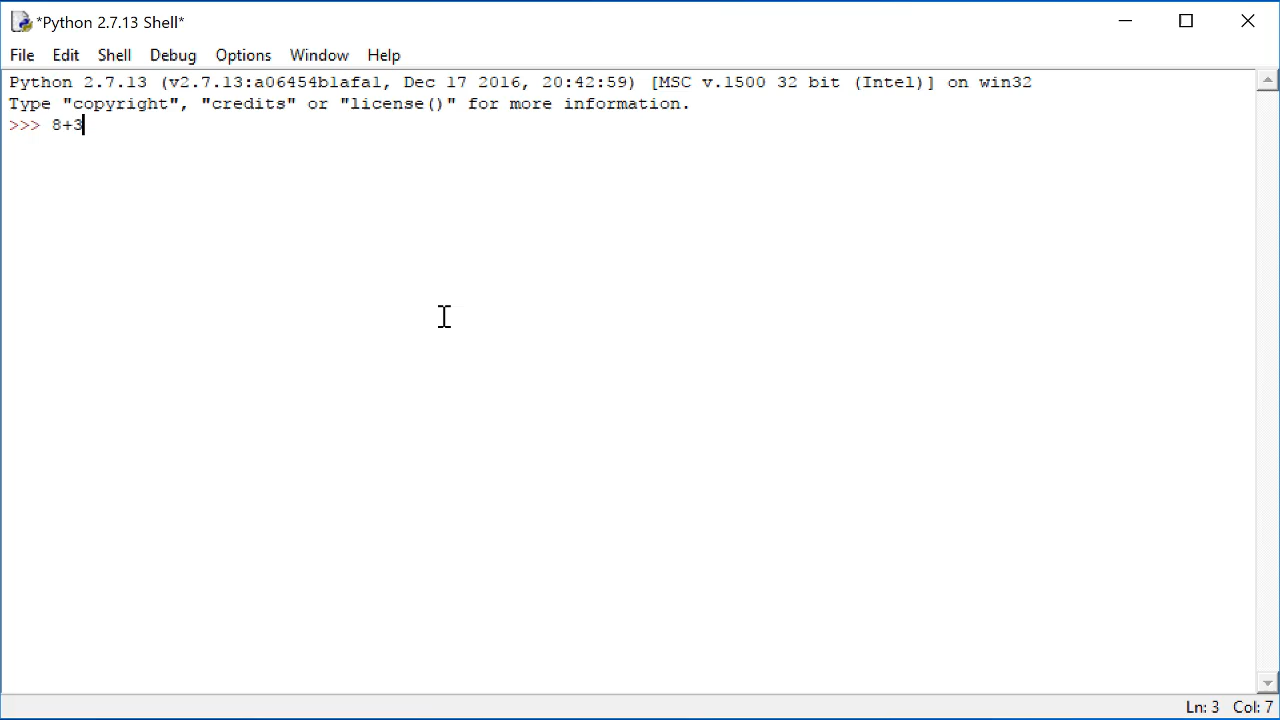 *Python 2.7.13 Shell*
File Edit Shell Debug Options Window Help
Python 2.7.13 (v2.7.13:a06454b1afa1, Dec 17 2016, 20:42:59) [MSC v.1500 32 bit (Intel)] on win32
Type "copyright", "credits" or "license()" for more information.
>>> 8+3
Ln: 3 Col: 7